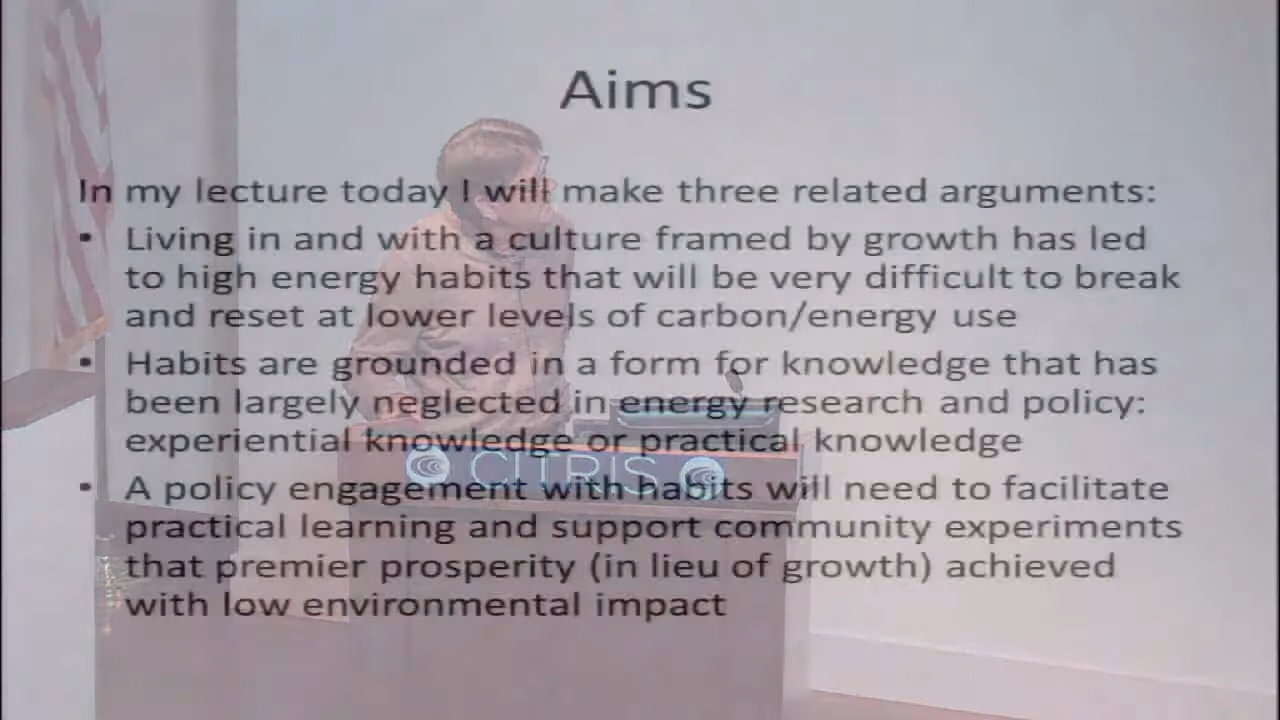 Aims
In my lecture today I will make three related arguments:
• Living in and with a culture framed by growth has led
to high energy habits that will be very difficult to break
and reset at lower levels of carbon/energy use
• Habits are grounded in a form for knowledge that has
been largely neglected in energy research and policy:
experiential knowledge or practical knowledge
CITRIS
• A policy engagement with habits will need to facilitate
practical learning and support community experiments
that premier prosperity (in lieu of growth) achieved
with low environmental impact